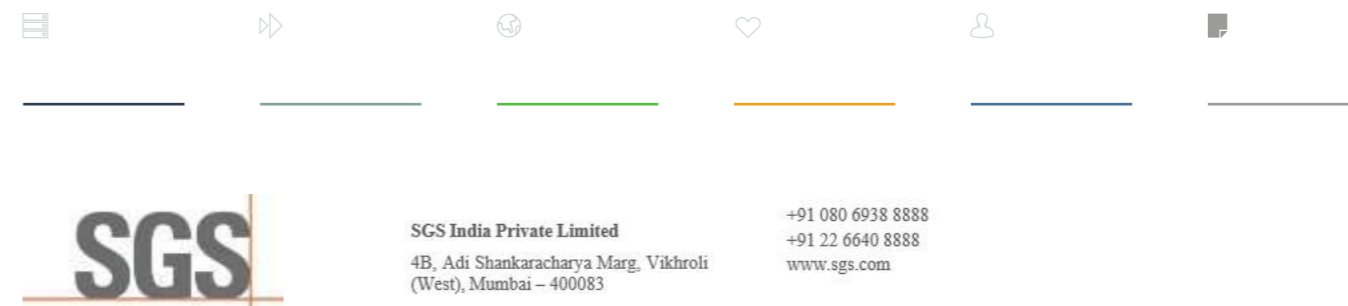 SGS
SGS India Private Limited
4B, Adi Shankaracharya Marg, Vikhroli
(West), Mumbai – 400083
+91 080 6938 8888
+91 22 6640 8888
www.sgs.com